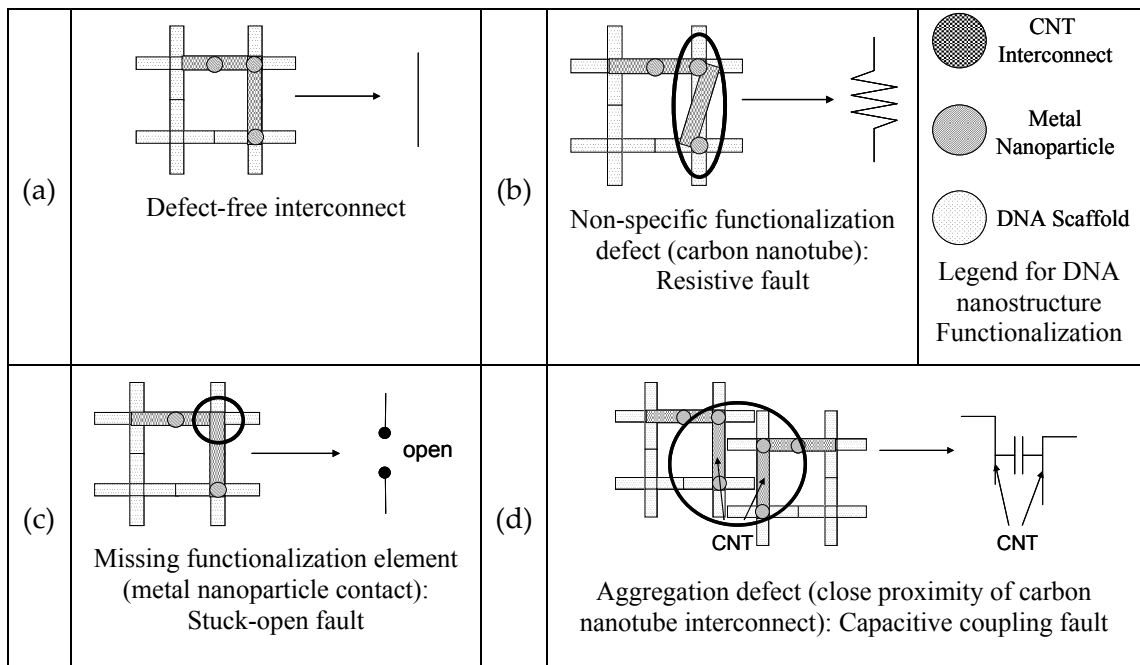 (a)
Defect-free interconnect
(b)
Non-specific functionalization
defect (carbon nanotube):
Resistive fault
CNT
Interconnect
Metal
Nanoparticle
DNA Scaffold
Legend for DNA
nanostructure
Functionalization
(c)
open
Missing functionalization element
(metal nanoparticle contact):
Stuck-open fault
(d)
CNT
CNT
Aggregation defect (close proximity of carbon
nanotube interconnect): Capacitive coupling fault